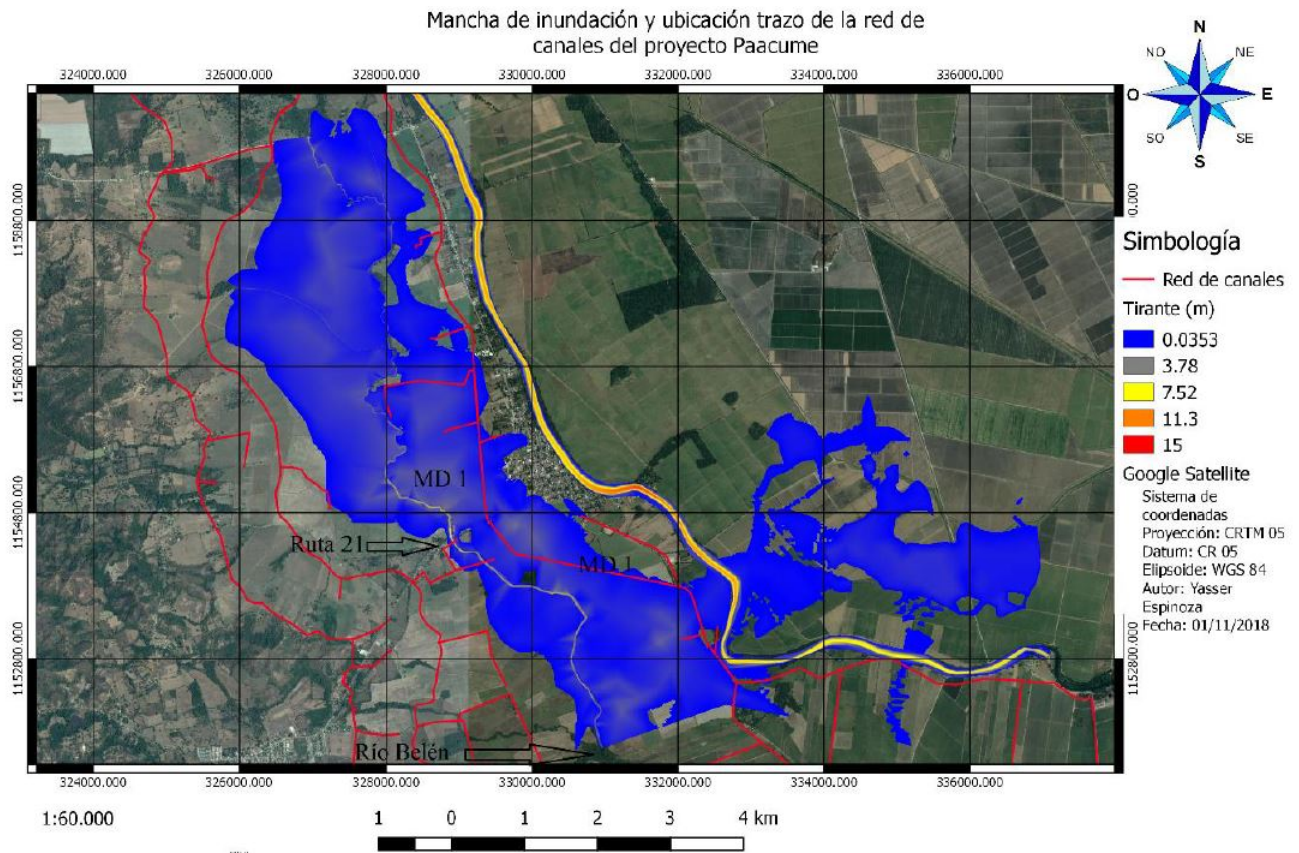 Mancha de inundación y ubicación trazo de la red de
canales del proyecto Paacume
N
NO
NE
O
E
SO
SE
S
324000.000 326000.000 328000.000 330000.000 332000.000 334000.000 336000.000
1158800.000
1156800.000
1154800.000
1152800.000
0.000
1152800.000
MD 1
Ruta 21
MD 1
Río Belén
324000.000 326000.000 328000.000 330000.000 332000.000 334000.000 336000.000
Simbología
Red de canales
Tirante (m)
0.0353
3.78
7.52
11.3
15
Google Satellite
Sistema de
coordenadas
Proyección: CRTM 05
Datum: CR 05
Elipsoide: WGS 84
Autor: Yasser
Espinoza
Fecha: 01/11/2018
1:60.000
1 0 1 2 3 4 km